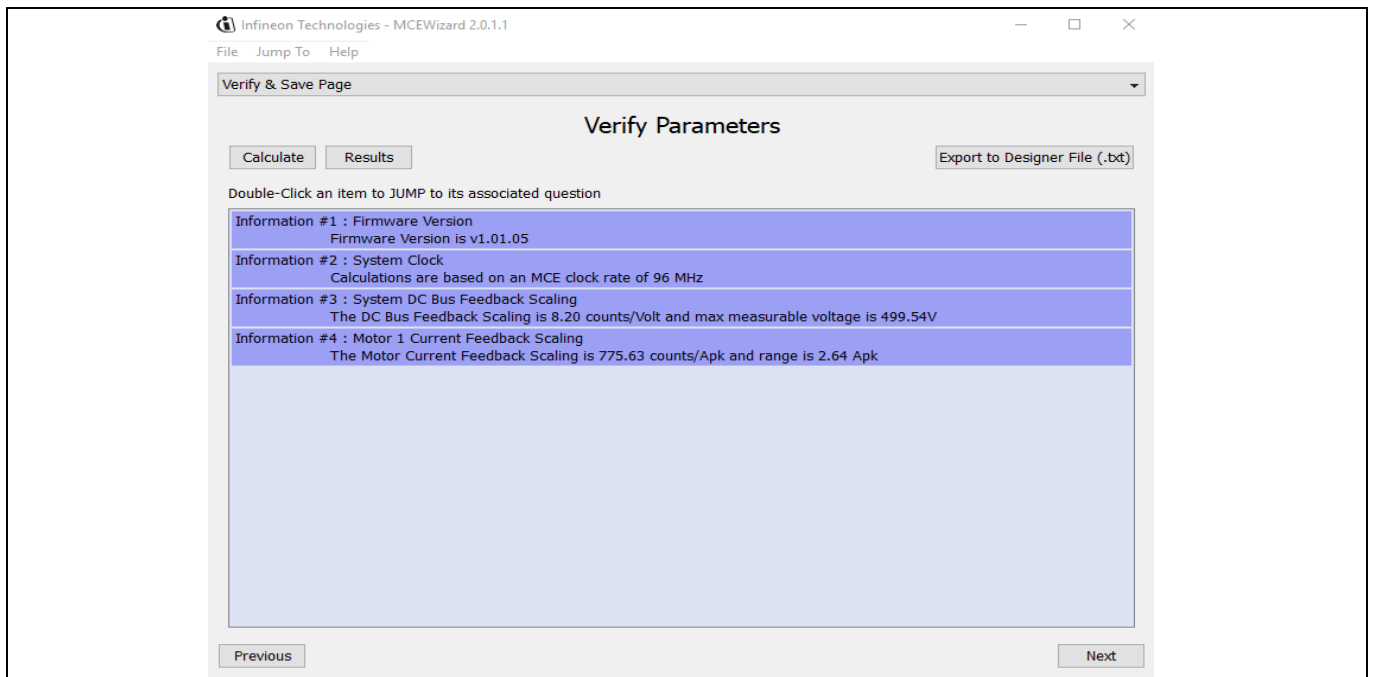 Infineon Technologies - MCEWizard 2.0.1.1
File Jump To Help
Verify & Save Page
Verify Parameters
Calculate Results Export to Designer File (.txt)
Double-Click an item to JUMP to its associated question
Information #1 : Firmware Version
Firmware Version is v1.01.05
Information #2 : System Clock
Calculations are based on an MCE clock rate of 96 MHz
Information #3 : System DC Bus Feedback Scaling
The DC Bus Feedback Scaling is 8.20 counts/Volt and max measurable voltage is 499.54V
Information #4 : Motor 1 Current Feedback Scaling
The Motor Current Feedback Scaling is 775.63 counts/Apk and range is 2.64 Apk
Previous Next